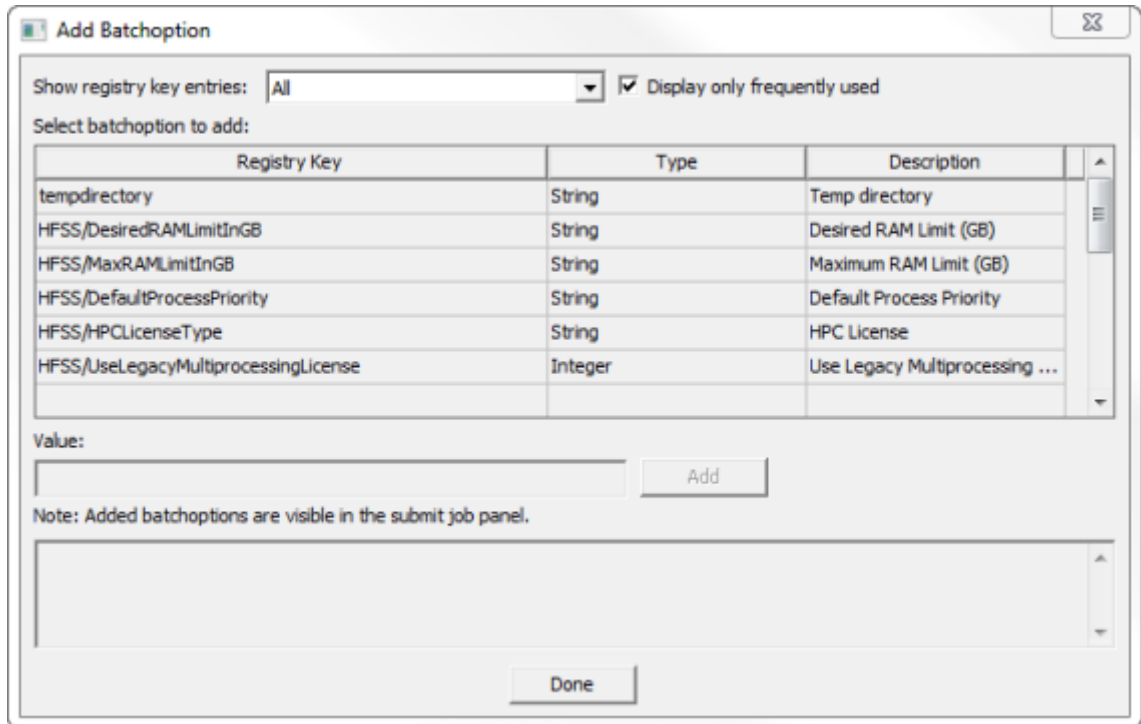 Add Batchoption
Show registry key entries: All Display only frequently used
Select batchoption to add:
Registry Key Type Description
tempdirectory String Temp directory
HFSS/DesiredRAMLimitInGB String Desired RAM Limit (GB)
HFSS/MaxRAMLimitInGB String Maximum RAM Limit (GB)
HFSS/DefaultProcessPriority String Default Process Priority
HFSS/HPCLicenseType String HPC License
HFSS/UseLegacyMultiprocessingLicense Integer Use Legacy Multiprocessing ...
Value:
Add
Note: Added batchoptions are visible in the submit job panel.
Done